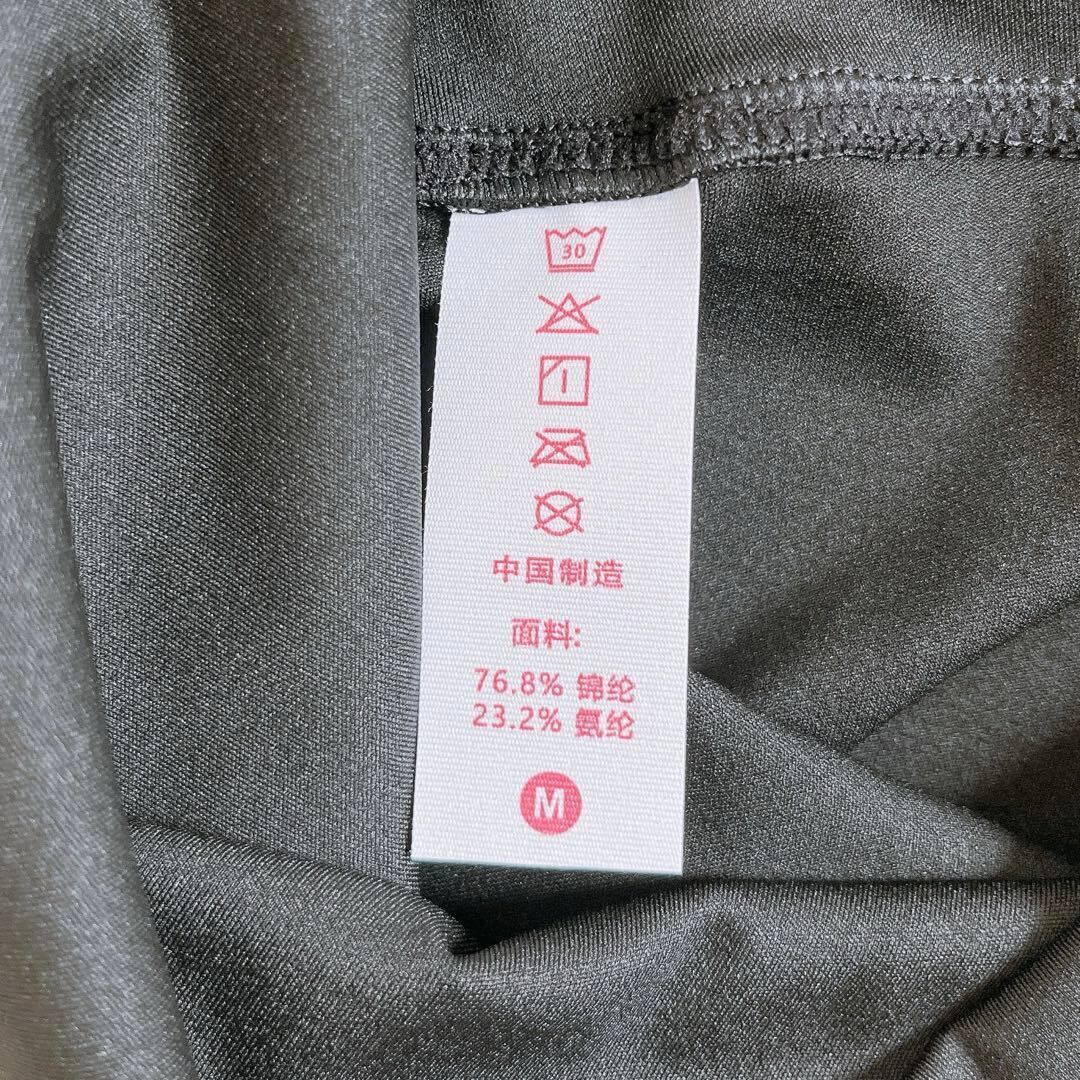 30
中国制造
面料:
76.8% 锦纶
23.2% 氨纶
M